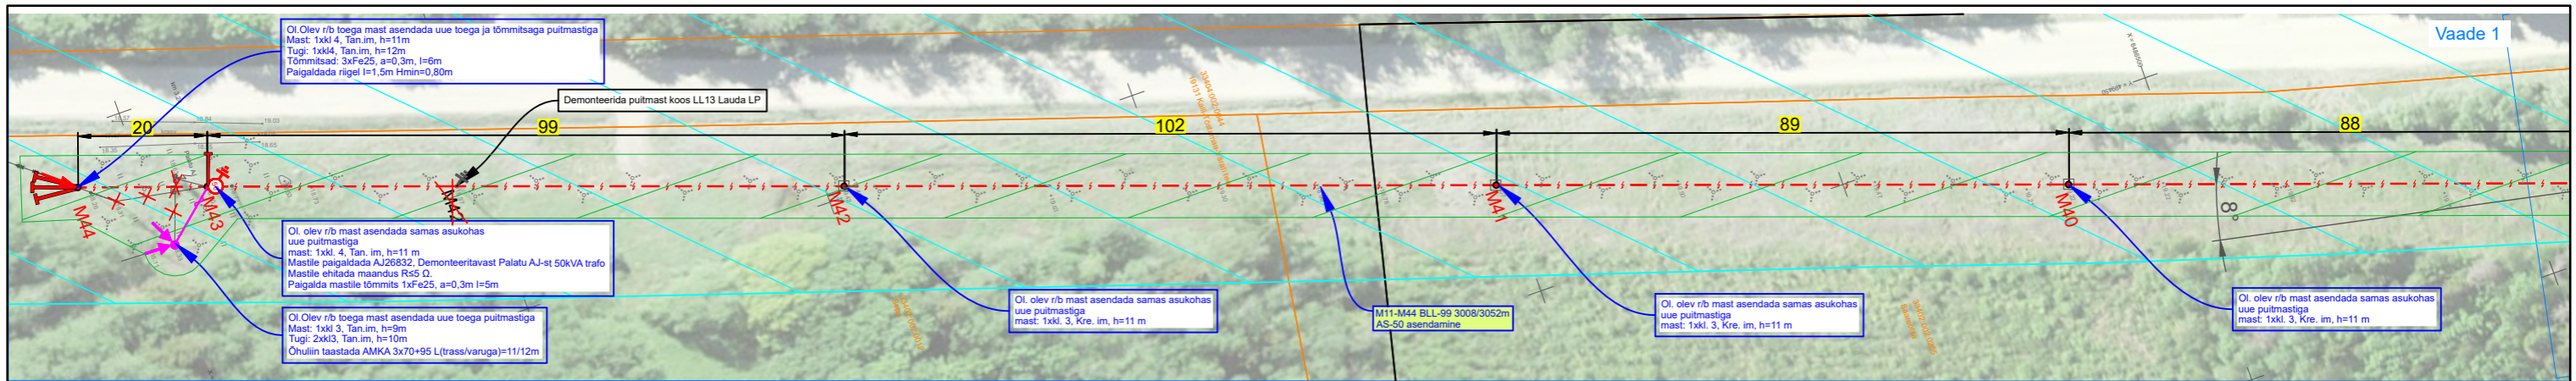 Vaade 1
Ol.Olev r/b toega mast asendada uue toega ja tõmmitsaga puitmastiga
Mast: 1xkl 4, Tan.im, h=11m
Tugi: 1xkl4, Tan.im, h=12m
Tõmmitsad: 3xFe25, a=0,3m, l=6m
Paigaldada riigel l=1,5m Hmin=0,80m
Demonteerida puitmast koos LL13 Lauda LP
20
99
102
89
88
M44
M43
M42
M41
M40
8°
Ol. olev r/b mast asendada samas asukohas
uue puitmastiga
mast: 1xkl. 4, Tan. im, h=11 m
Mastile paigaldada AJ26832, Demonteeritavast Palatu AJ-st 50kVA trafo
Mastile ehitada maandus R≤5 Ω.
Paigalda mastile tõmmits 1xFe25, a=0,3m l=5m
Ol.Olev r/b toega mast asendada uue toega puitmastiga
Mast: 1xkl 3, Tan.im, h=9m
Tugi: 2xkl3, Tan.im, h=10m
Õhuliin taastada AMKA 3x70+95 L(trass/varuga)=11/12m
Ol. olev r/b mast asendada samas asukohas
uue puitmastiga
mast: 1xkl. 3, Kre. im, h=11 m
M11-M44 BLL-99 3008/3052m
AS-50 asendamine
Ol. olev r/b mast asendada samas asukohas
uue puitmastiga
mast: 1xkl. 3, Kre. im, h=11 m
Ol. olev r/b mast asendada samas asukohas
uue puitmastiga
mast: 1xkl. 3, Kre. im, h=11 m